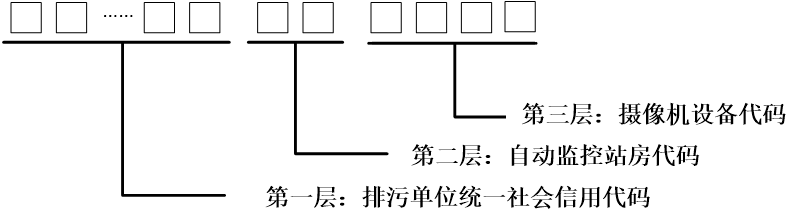 ……
第三层：摄像机设备代码
第二层：自动监控站房代码
第一层：排污单位统一社会信用代码